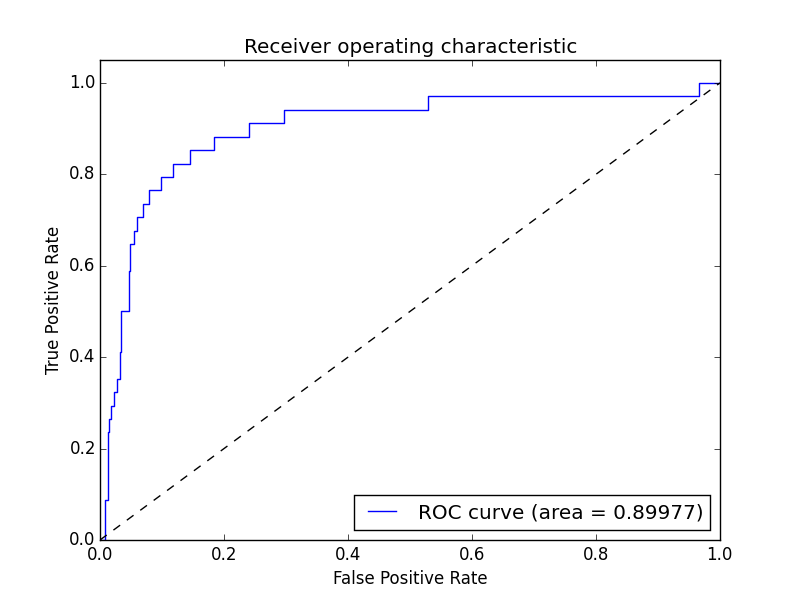 Receiver operating characteristic
1.0
0.8
0.6
0.4
0.2
0.0
True Positive Rate
ROC curve (area = 0.89977)
0.0 0.2 0.4 0.6 0.8 1.0
False Positive Rate